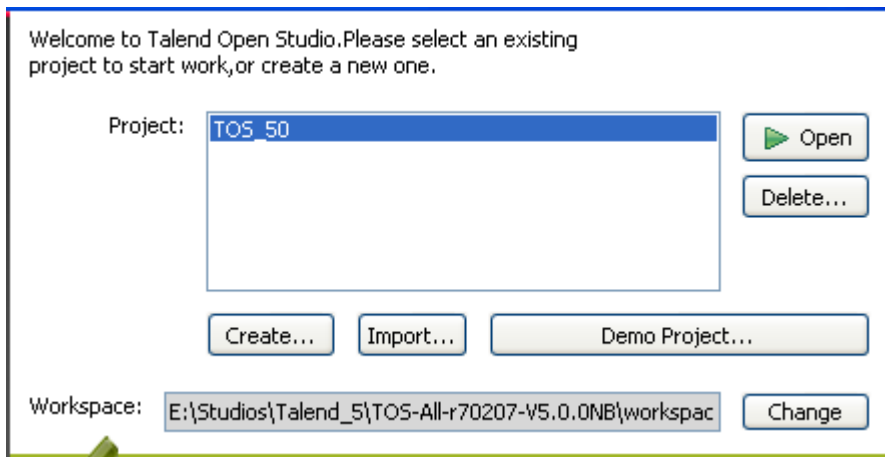 Welcome to Talend Open Studio.Please select an existing
project to start work,or create a new one.
Project:
TOS_50
Open
Delete...
Create...
Import...
Demo Project...
Workspace:
E:\Studios\Talend_5\TOS-All-r70207-V5.0.0NB\workspac
Change